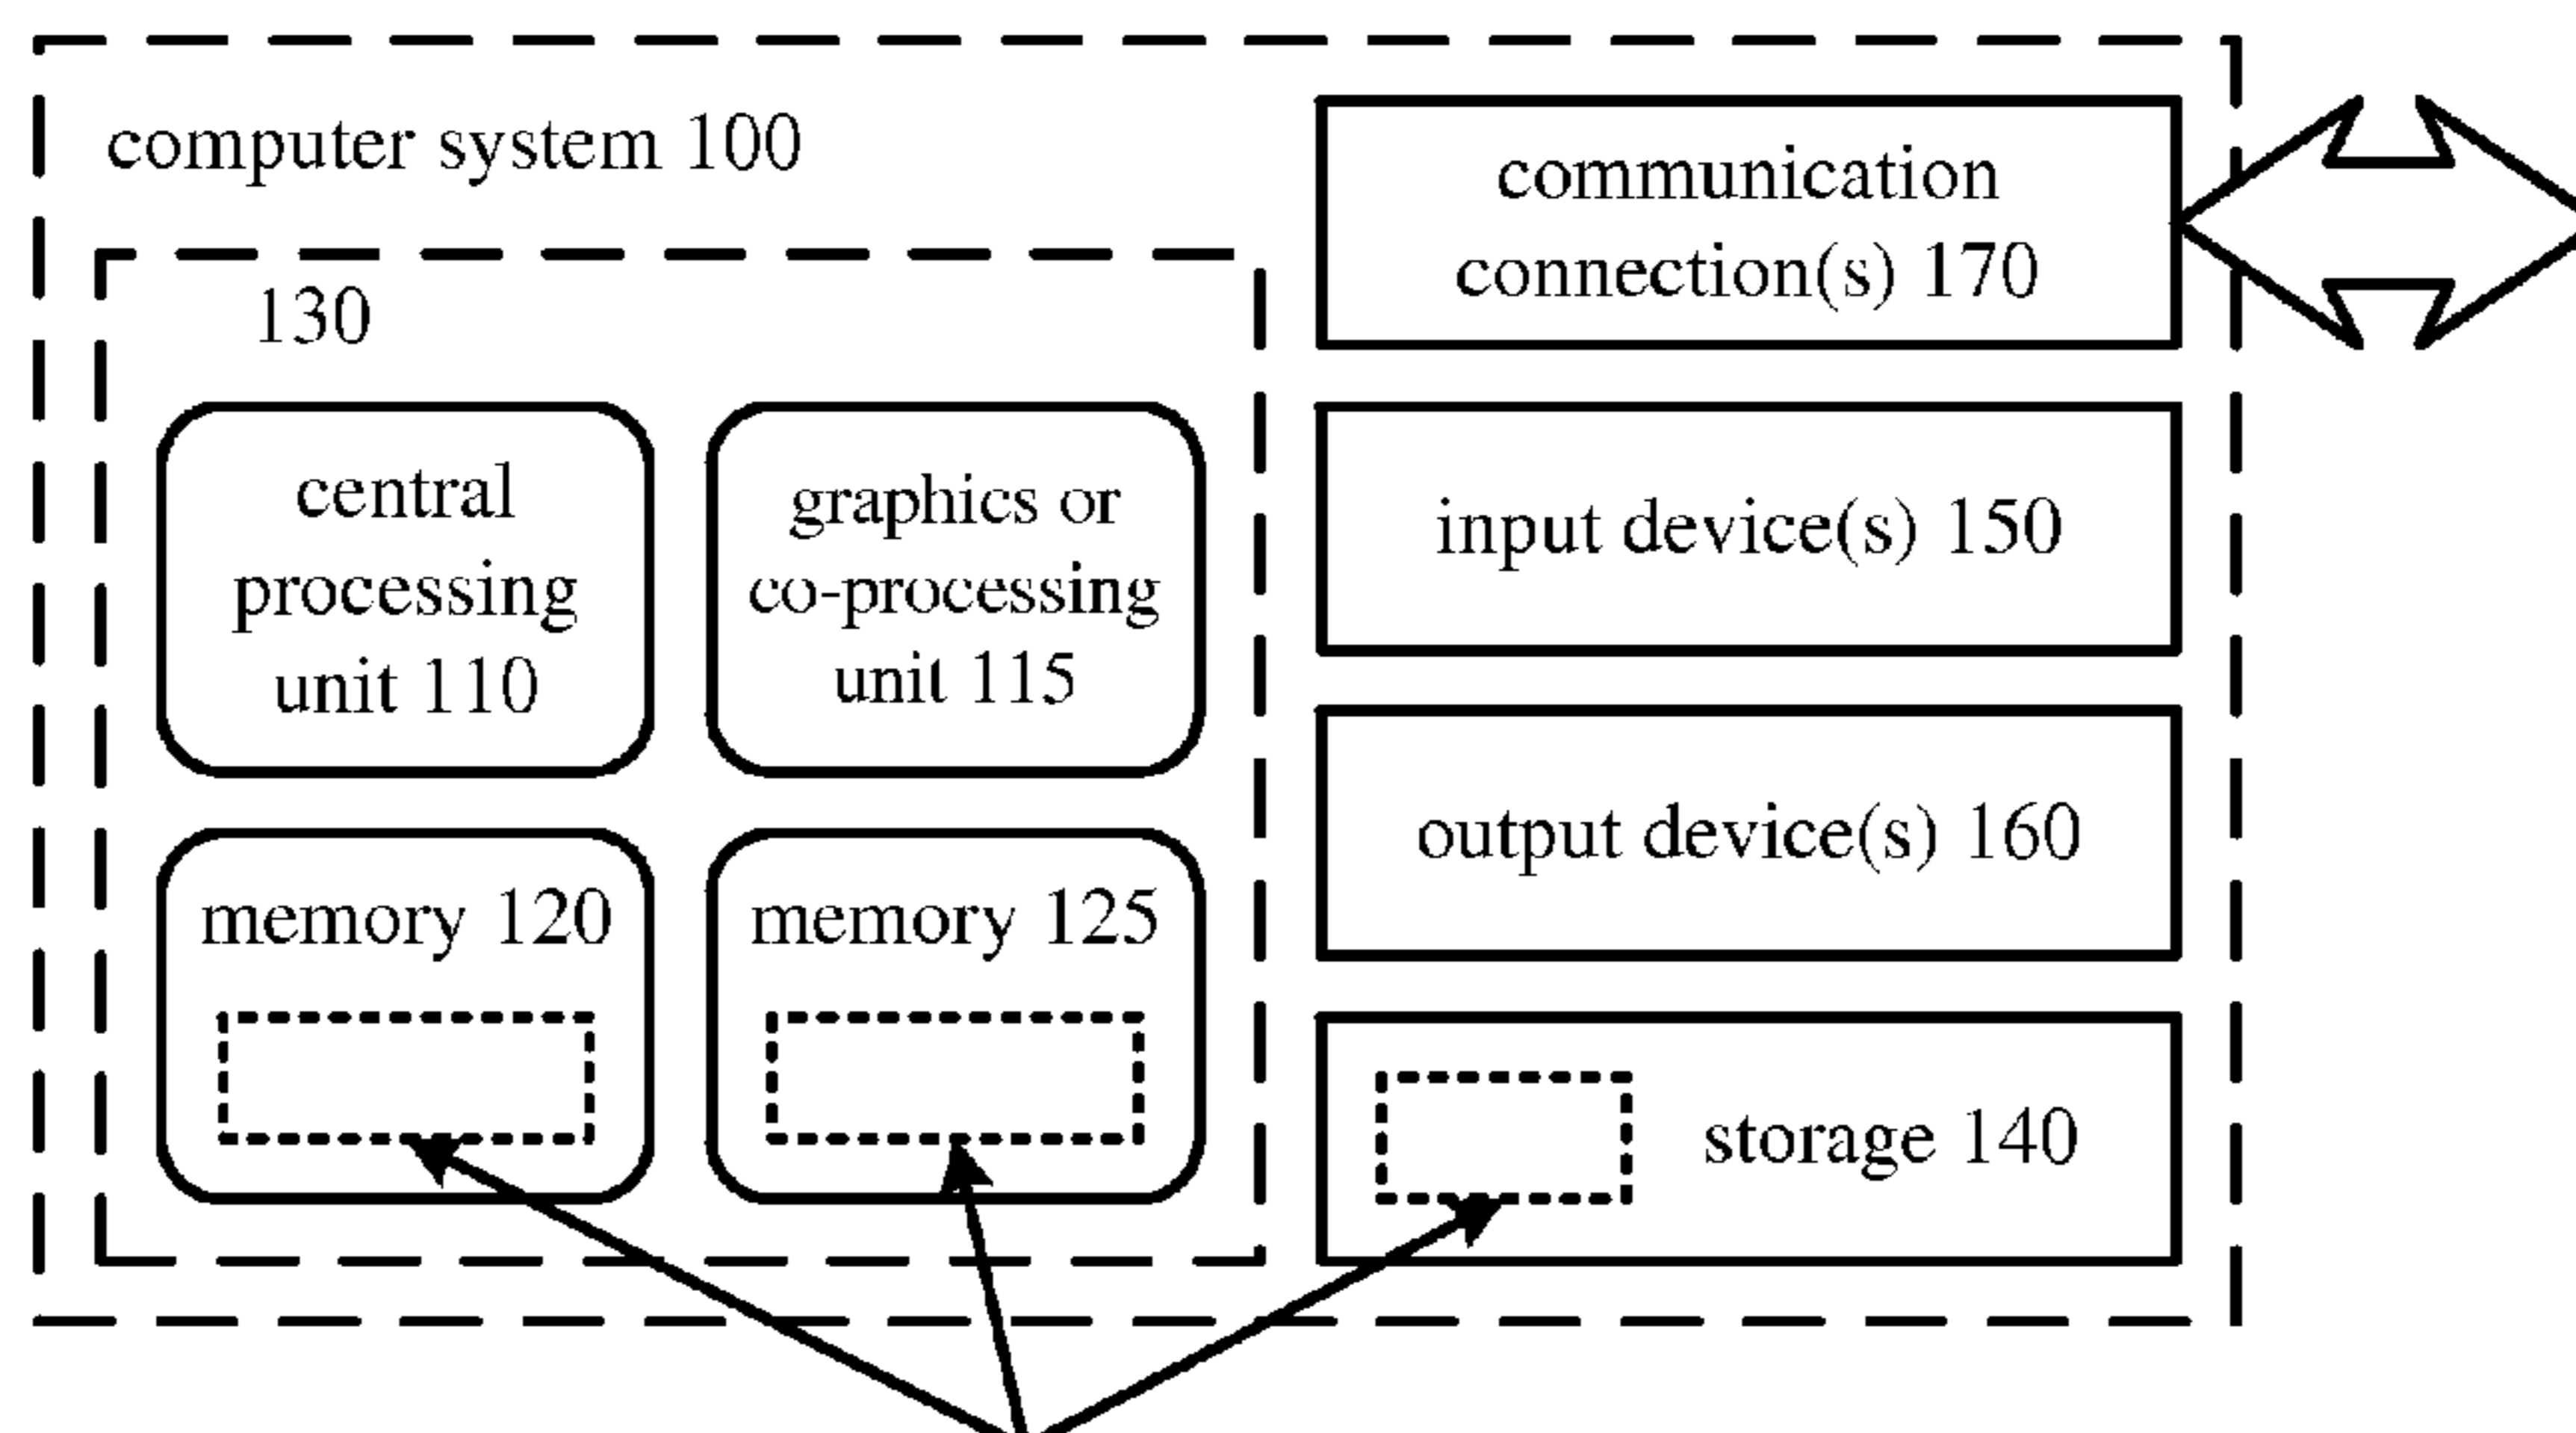 computer system 100
130
central
processing
unit 110
graphics or
co-processing
unit 115
memory 120
memory 125
communication
connection(s) 170
input device(s) 150
output device(s) 160
storage 140